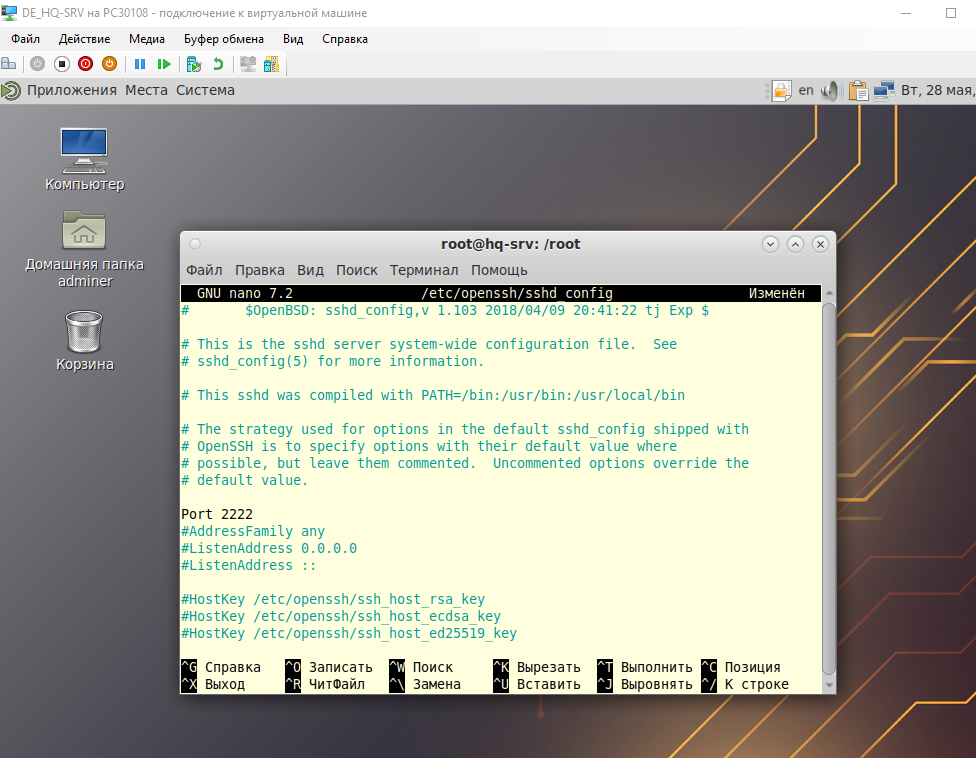 DE_HQ-SRV на PC30108 - подключение к виртуальной машине
Файл Действие Медиа Буфер обмена Вид Справка
Приложения Места Система en Вт, 28 мая,
Компьютер
Домашняя папка
adminer
Корзина
root@hq-srv: /root
Файл Правка Вид Поиск Терминал Помощь
GNU nano 7.2 /etc/openssh/sshd_config Изменён
# $OpenBSD: sshd_config,v 1.103 2018/04/09 20:41:22 tj Exp $
# This is the sshd server system-wide configuration file. See
# sshd_config(5) for more information.
# This sshd was compiled with PATH=/bin:/usr/bin:/usr/local/bin
# The strategy used for options in the default sshd_config shipped with
# OpenSSH is to specify options with their default value where
# possible, but leave them commented. Uncommented options override the
# default value.
Port 2222
#AddressFamily any
#ListenAddress 0.0.0.0
#ListenAddress ::
#HostKey /etc/openssh/ssh_host_rsa_key
#HostKey /etc/openssh/ssh_host_ecdsa_key
#HostKey /etc/openssh/ssh_host_ed25519_key
^G Справка ^O Записать ^W Поиск ^K Вырезать ^T Выполнить ^C Позиция
^X Выход ^R ЧитФайл ^\ Замена ^U Вставить ^J Выровнять ^/ К строке